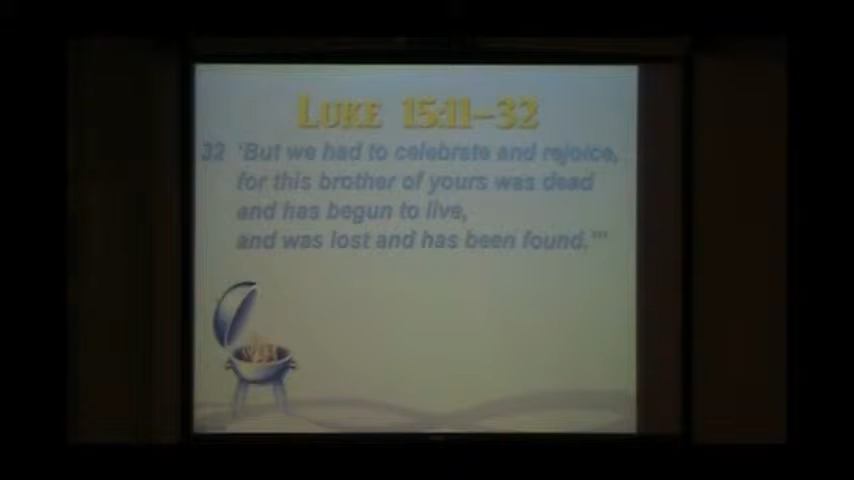 LUKE 15:11–32
32 ‘But we had to celebrate and rejoice,
for this brother of yours was dead
and has begun to live,
and was lost and has been found.’”